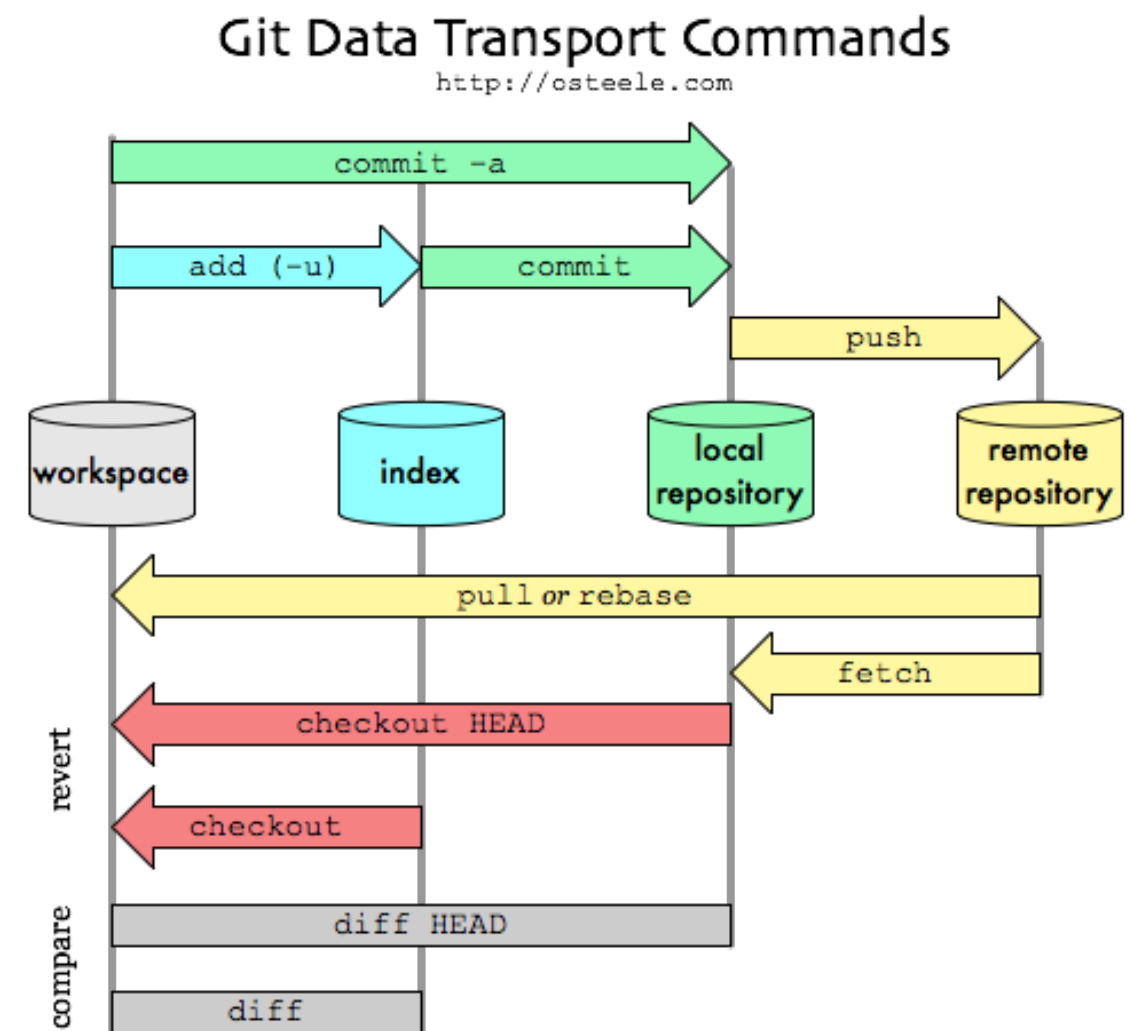 Git Data Transport Commands
http://osteele.com
commit -a
add (-u)
commit
push
workspace
index
local
repository
remote
repository
pull or rebase
fetch
revert
checkout HEAD
checkout
compare
diff HEAD
diff